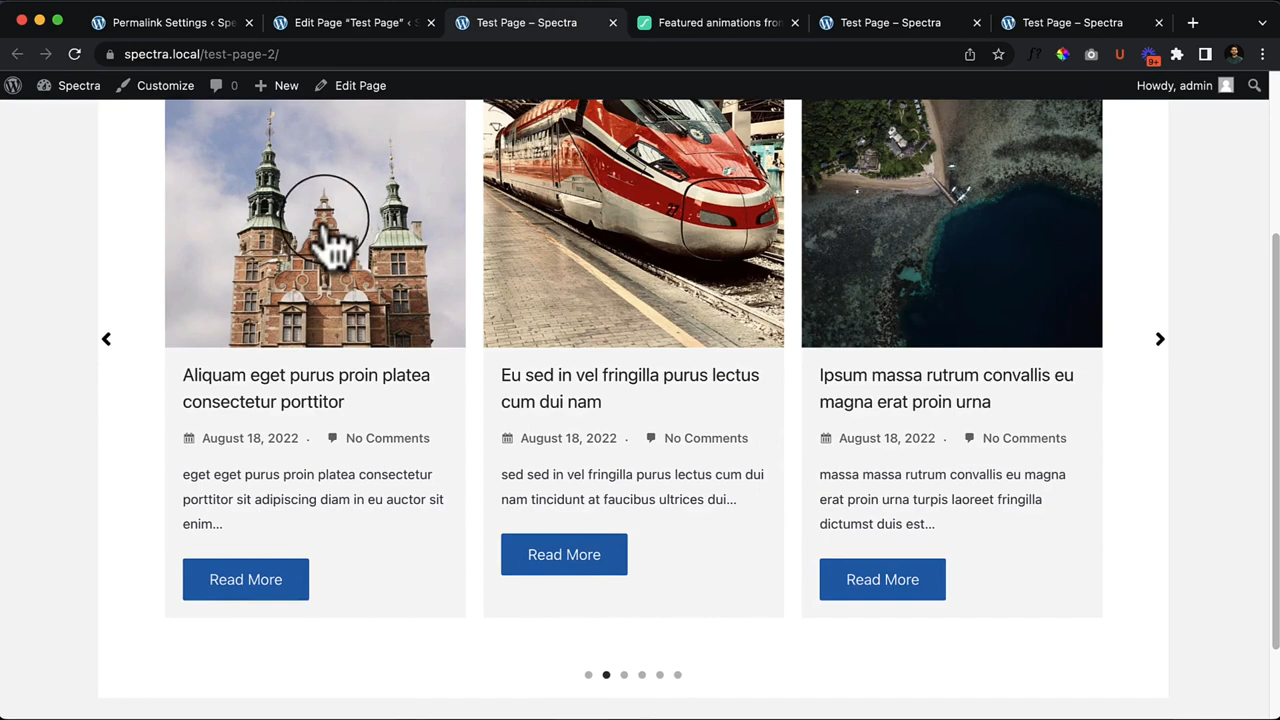 Permalink Settings ‹ Spe
Edit Page “Test Page” ‹ S
Test Page – Spectra
Featured animations from
Test Page – Spectra
Test Page – Spectra
spectra.local/test-page-2/
f?
U
9+
Spectra
Customize
0
New
Edit Page
Howdy, admin
Aliquam eget purus proin platea
consectetur porttitor
August 18, 2022 .
No Comments
eget eget purus proin platea consectetur
porttitor sit adipiscing diam in eu auctor sit
enim...
Read More
Eu sed in vel fringilla purus lectus
cum dui nam
August 18, 2022 .
No Comments
sed sed in vel fringilla purus lectus cum dui
nam tincidunt at faucibus ultrices dui...
Read More
Ipsum massa rutrum convallis eu
magna erat proin urna
August 18, 2022 .
No Comments
massa massa rutrum convallis eu magna
erat proin urna turpis laoreet fringilla
dictumst duis est...
Read More